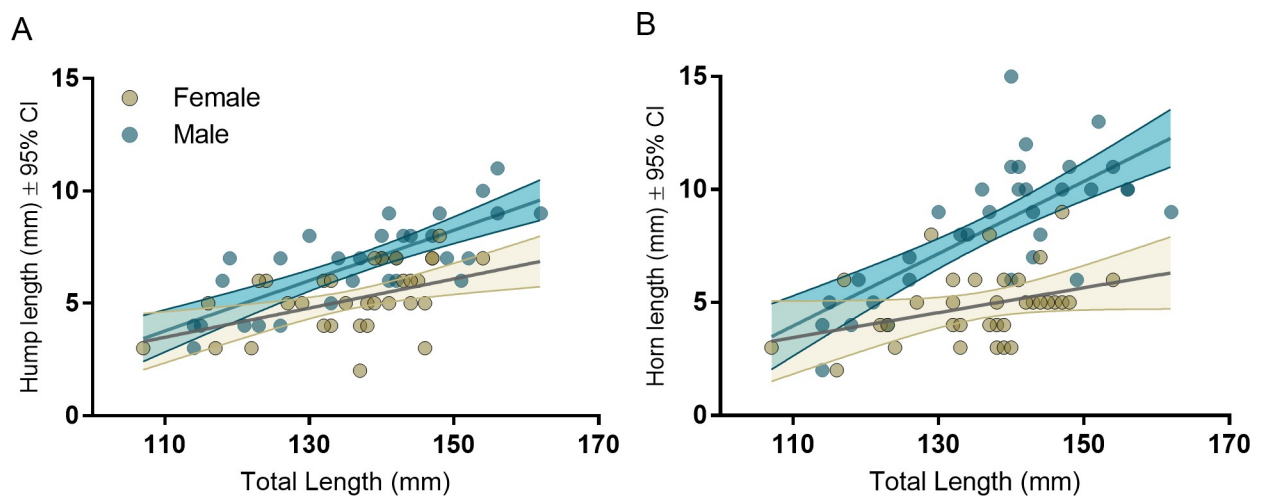 A
Hump length (mm) ± 95% CI
15
10
5
0
Female
Male
110 130 150 170
Total Length (mm)
B
Horn length (mm) ± 95% CI
15
10
5
0
110 130 150 170
Total Length (mm)